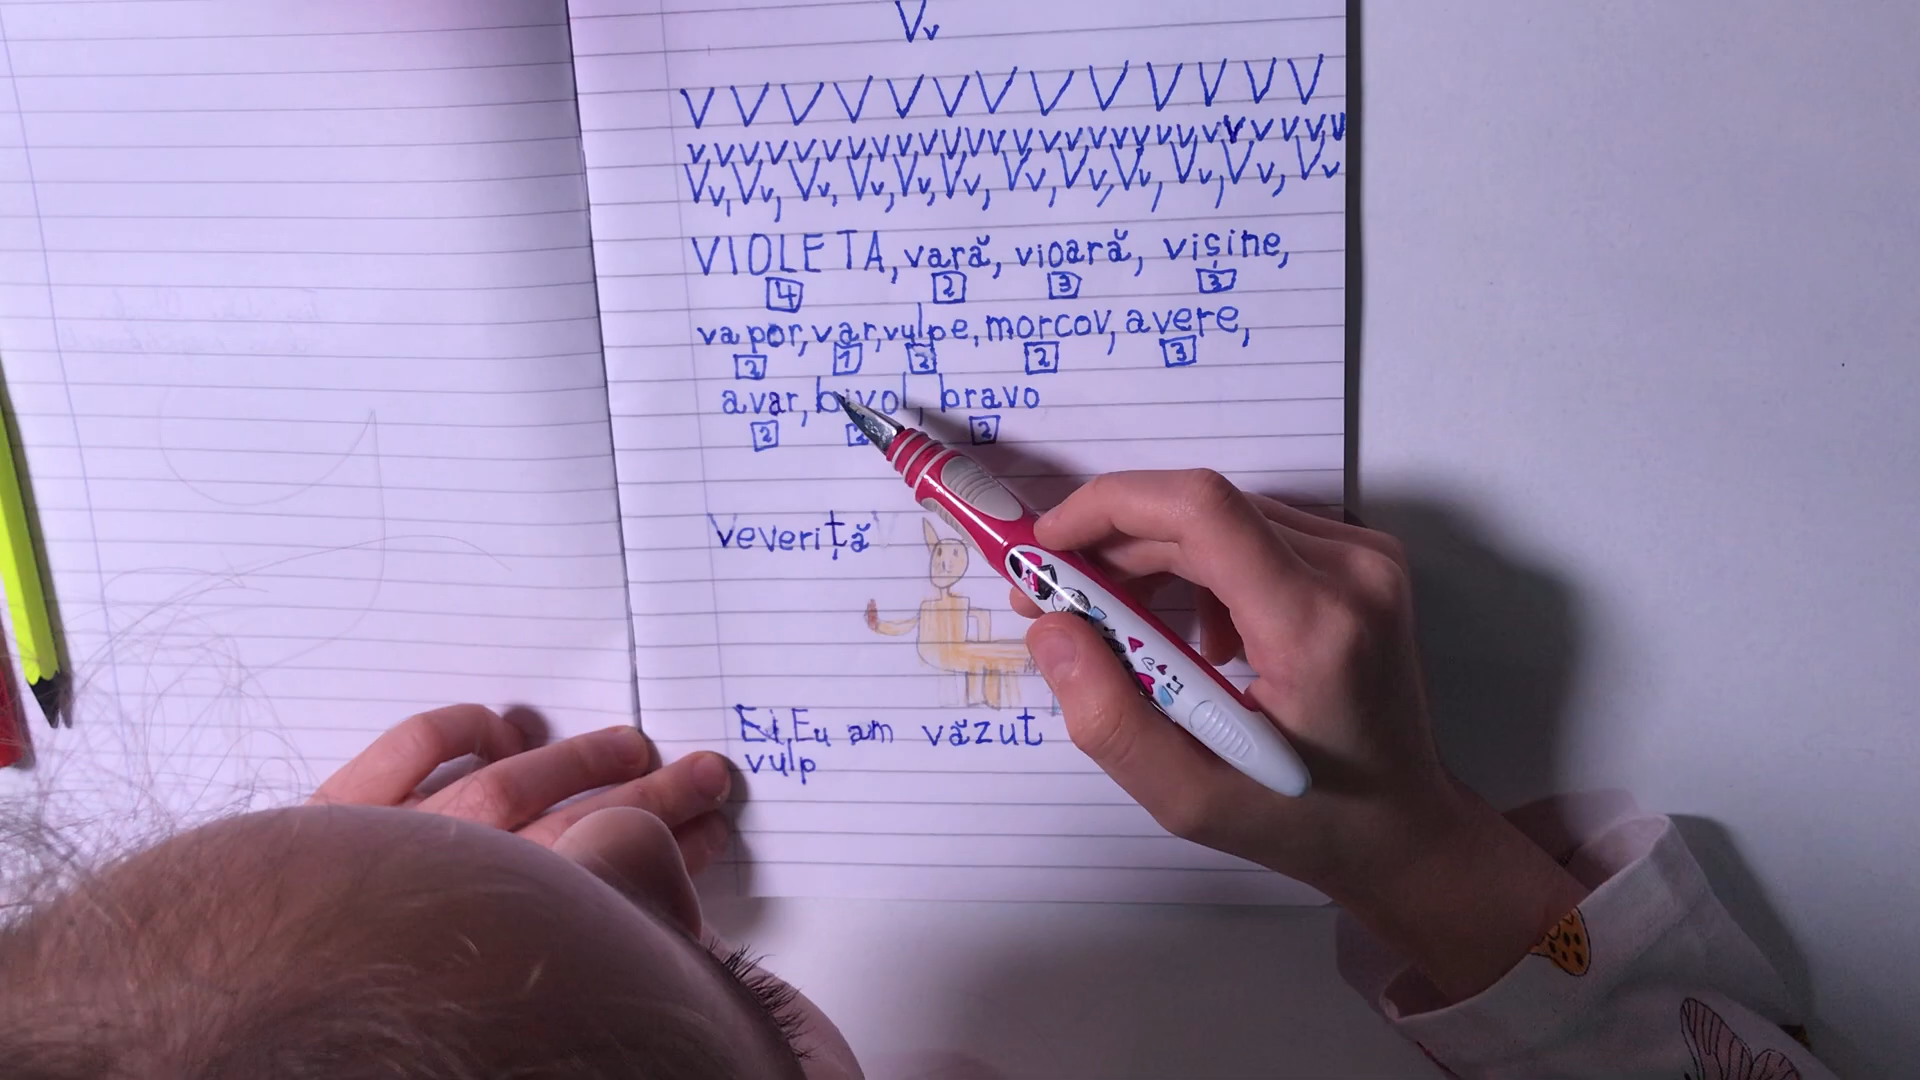 Vv
V V V V V V V V V V V V V
v v v v v v v v v v v v v v v v v v v v v v v v v v v v
Vv, Vv, Vv, Vv, Vv, Vv, Vv, Vv, Vv, Vv, Vv, Vv
VIOLETA, vară, vioară, vișine,
4 2 3 3
vapor, var, vulpe, morcov, avere,
2 1 2 2 3
avar, bivol, bravo
2 2 2
Veveriță
Ei, Eu am văzut
vulp